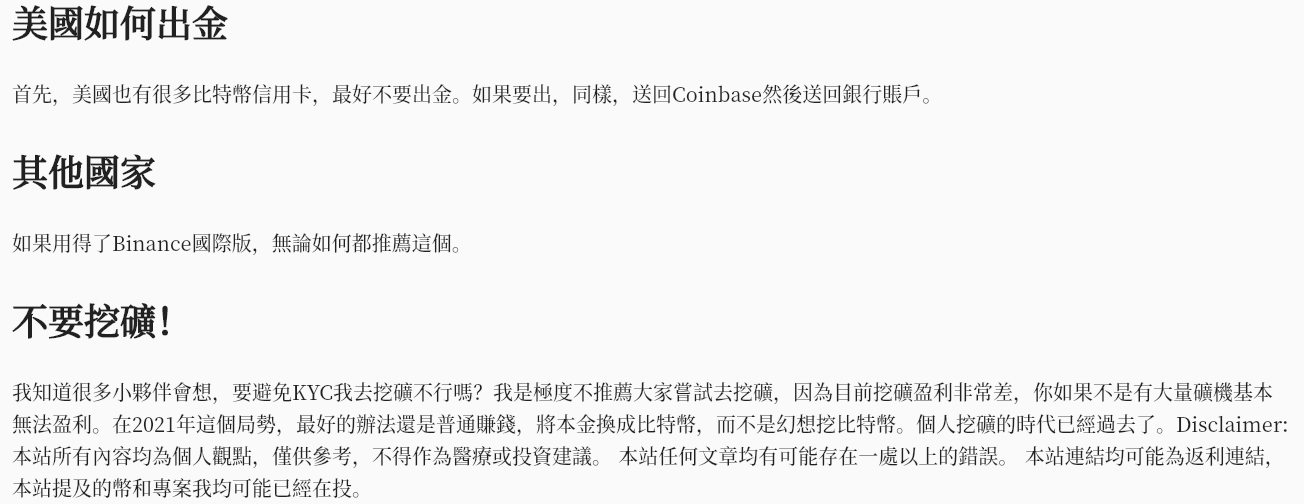 美國如何出金
首先，美國也有很多比特幣信用卡，最好不要出金。如果要出，同樣，送回Coinbase然後送回銀行賬戶。
其他國家
如果用得了Binance國際版，無論如何都推薦這個。
不要挖礦！
我知道很多小夥伴會想，要避免KYC我去挖礦不行嗎？我是極度不推薦大家嘗試去挖礦，因為目前挖礦盈利非常差，你如果不是有大量礦機基本
無法盈利。在2021年這個局勢，最好的辦法還是普通賺錢，將本金換成比特幣，而不是幻想挖比特幣。個人挖礦的時代已經過去了。Disclaimer:
本站所有內容均為個人觀點，僅供參考，不得作為醫療或投資建議。 本站任何文章均有可能存在一處以上的錯誤。 本站連結均可能為返利連結，
本站提及的幣和專案我均可能已經在投。